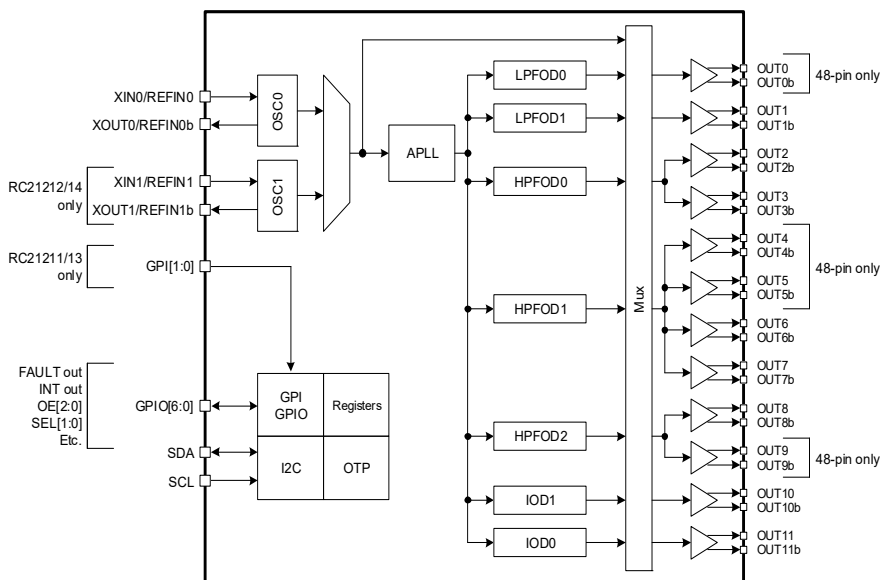 XIN0/REFIN0
XOUT0/REFIN0b
RC21212/14
only
XIN1/REFIN1
XOUT1/REFIN1b
RC21211/13
only
GPI[1:0]
FAULT out
INT out
OE[2:0]
SEL[1:0]
Etc.
GPIO[6:0]
SDA
SCL
OSC0
OSC1
GPI
GPIO
Registers
I2C
OTP
APLL
LPFOD0
LPFOD1
HPFOD0
HPFOD1
HPFOD2
IOD1
IOD0
Mux
OUT0
OUT0b
48-pin only
OUT1
OUT1b
OUT2
OUT2b
OUT3
OUT3b
OUT4
OUT4b
OUT5
OUT5b
48-pin only
OUT6
OUT6b
OUT7
OUT7b
OUT8
OUT8b
OUT9
OUT9b
48-pin only
OUT10
OUT10b
OUT11
OUT11b